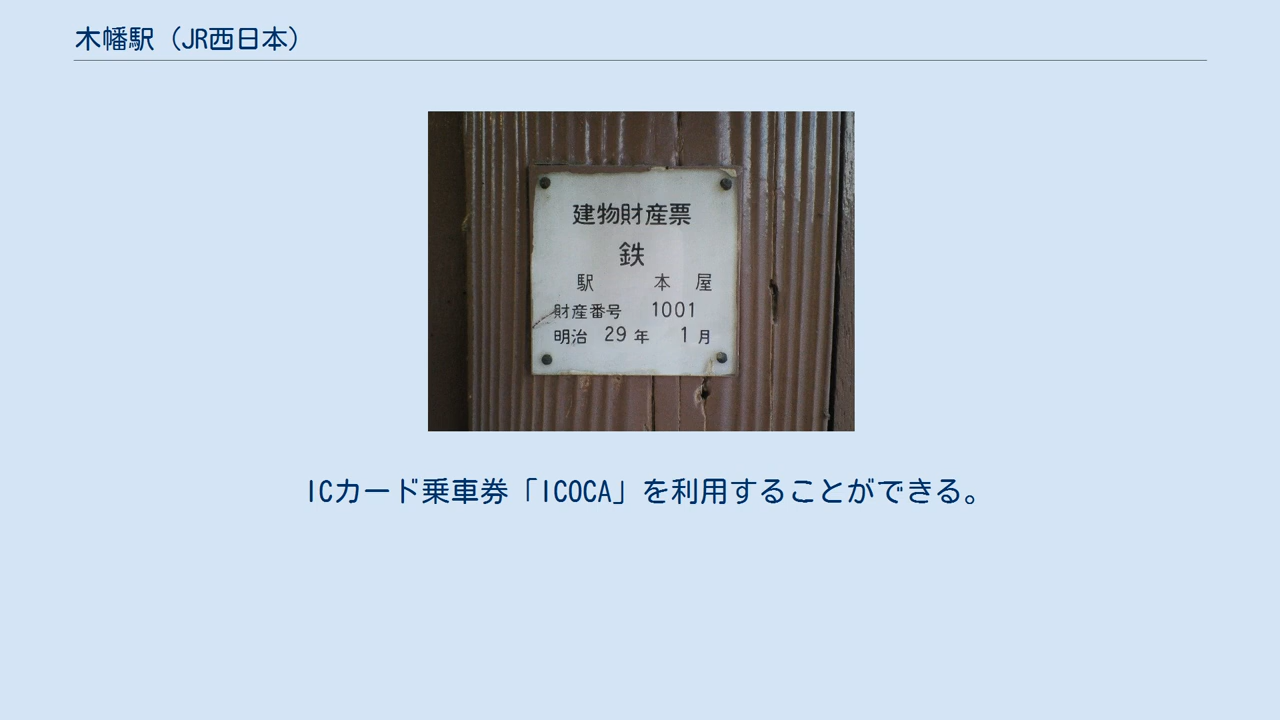 木幡駅（JR西日本）
建物財産票
鉄
駅 本 屋
財産番号 1001
明治 29年 1月
ICカード乗車券「ICOCA」を利用することができる。